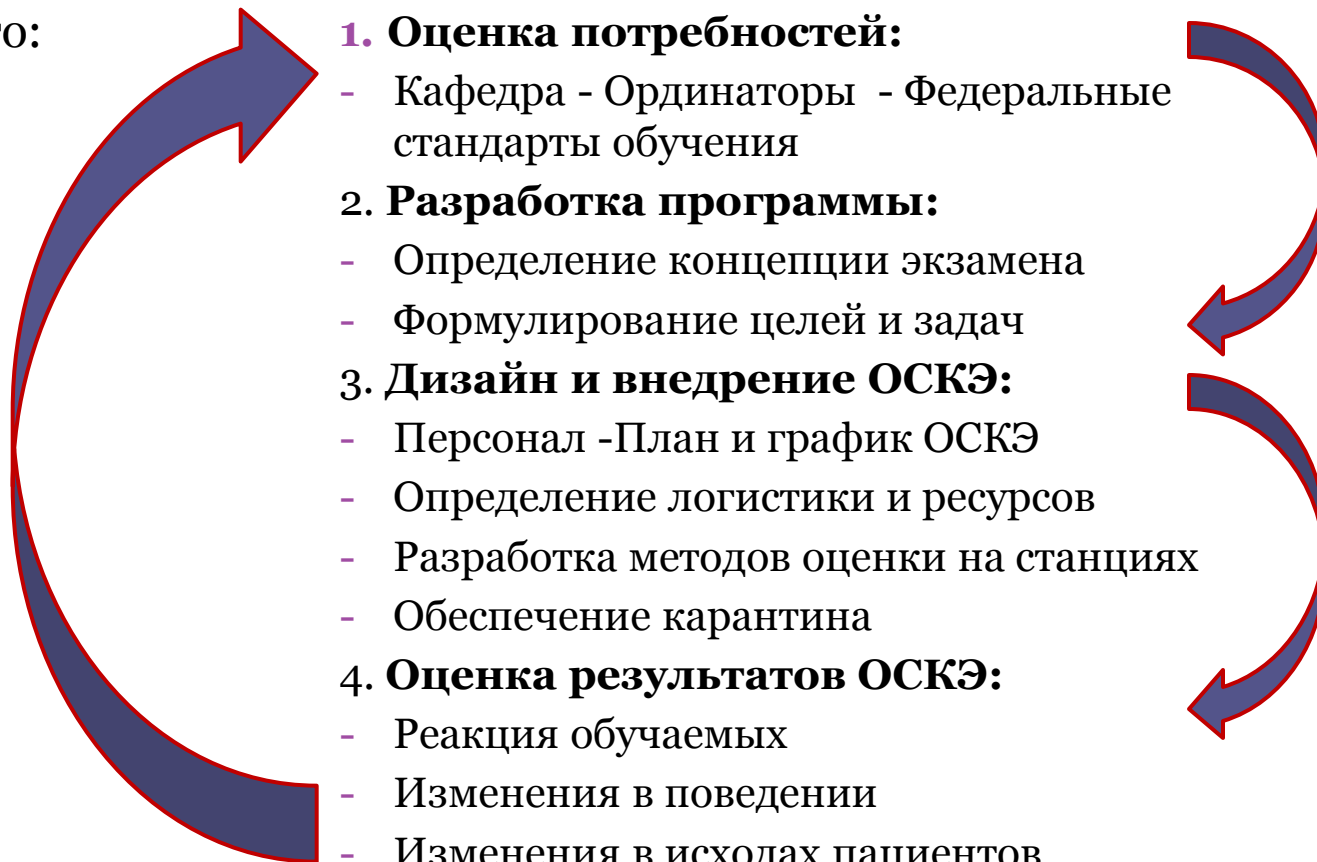 го:
1. Оценка потребностей:
- Кафедра - Ординаторы - Федеральные
стандарты обучения
2. Разработка программы:
- Определение концепции экзамена
- Формулирование целей и задач
3. Дизайн и внедрение ОСКЭ:
- Персонал -План и график ОСКЭ
- Определение логистики и ресурсов
- Разработка методов оценки на станциях
- Обеспечение карантина
4. Оценка результатов ОСКЭ:
- Реакция обучаемых
- Изменения в поведении
- Изменения в исходах пациентов